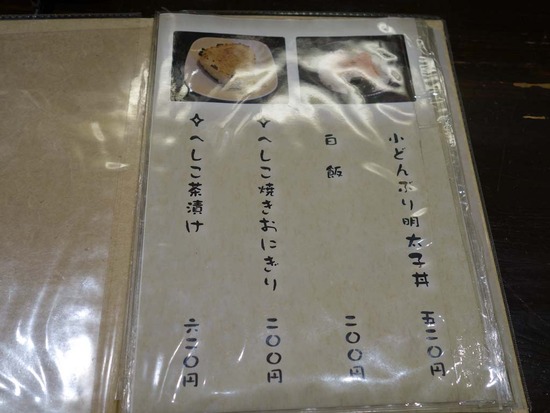 小どんぶり明太子丼 五二〇円
白飯 二〇〇円
✧へしこ焼きおにぎり 二〇〇円
✧へしこ茶漬け 六二〇円